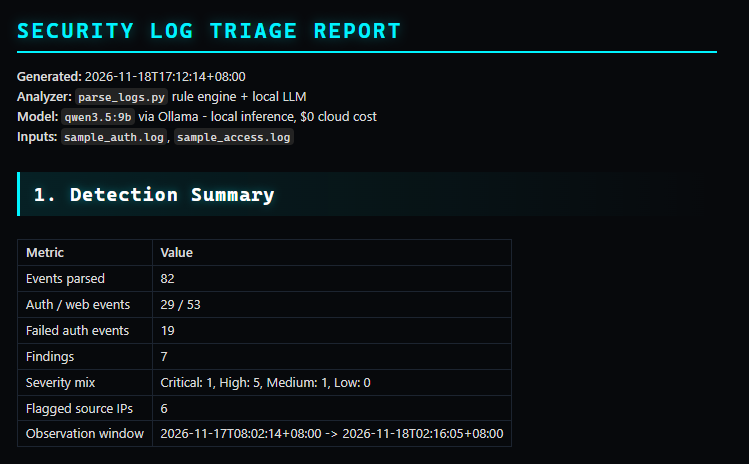 SECURITY LOG TRIAGE REPORT
Generated: 2026-11-18T17:12:14+08:00
Analyzer: parse_logs.py rule engine + local LLM
Model: qwen3.5:9b via Ollama - local inference, $0 cloud cost
Inputs: sample_auth.log, sample_access.log
1. Detection Summary
Metric Value
Events parsed 82
Auth / web events 29 / 53
Failed auth events 19
Findings 7
Severity mix Critical: 1, High: 5, Medium: 1, Low: 0
Flagged source IPs 6
Observation window 2026-11-17T08:02:14+08:00 -> 2026-11-18T02:16:05+08:00